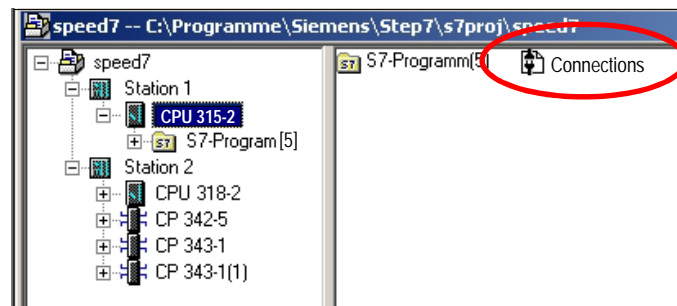 speed7 -- C:\Programme\Siemens\Step7\s7proj\speed7
speed7
Station 1
CPU 315-2
S7-Program [5]
Station 2
CPU 318-2
CP 342-5
CP 343-1
CP 343-1(1)
S7-Programm(5)
Connections